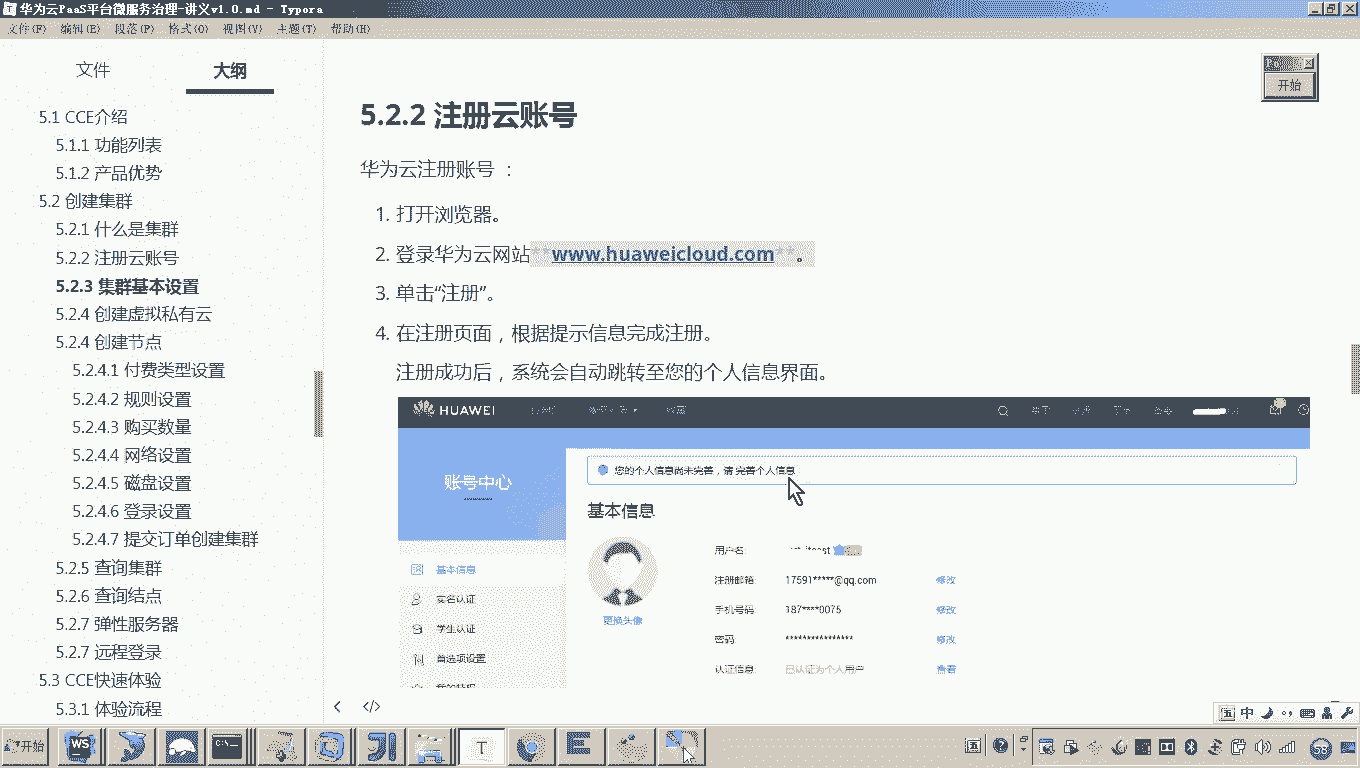 华为云PaaS平台微服务治理-讲义v1.0.md - Typora
文件(F) 编辑(E) 段落(P) 格式(O) 视图(V) 主题(T) 帮助(H)
文件 大纲
5.1 CCE介绍
5.1.1 功能列表
5.1.2 产品优势
5.2 创建集群
5.2.1 什么是集群
5.2.2 注册云账号
5.2.3 集群基本设置
5.2.4 创建虚拟私有云
5.2.4 创建节点
5.2.4.1 付费类型设置
5.2.4.2 规则设置
5.2.4.3 购买数量
5.2.4.4 网络设置
5.2.4.5 磁盘设置
5.2.4.6 登录设置
5.2.4.7 提交订单创建集群
5.2.5 查询集群
5.2.6 查询结点
5.2.7 弹性服务器
5.2.7 远程登录
5.3 CCE快速体验
5.3.1 体验流程
开始
5.2.2 注册云账号
华为云注册账号 ：
1. 打开浏览器。
2. 登录华为云网站**www.huaweicloud.com**。
3. 单击“注册”。
4. 在注册页面，根据提示信息完成注册。
注册成功后，系统会自动跳转至您的个人信息界面。
HUAWEI
账号中心
您的个人信息尚未完善，请 完善个人信息
基本信息
基本信息
实名认证
学生认证
首选项设置
更换头像
用户名
注册邮箱: 17591*****@qq.com 修改
手机号码: 187****0075 修改
密码: **************** 修改
认证信息: 已认证为个人用户 查看
</>
中
开始
WS
C:\
T
E
58